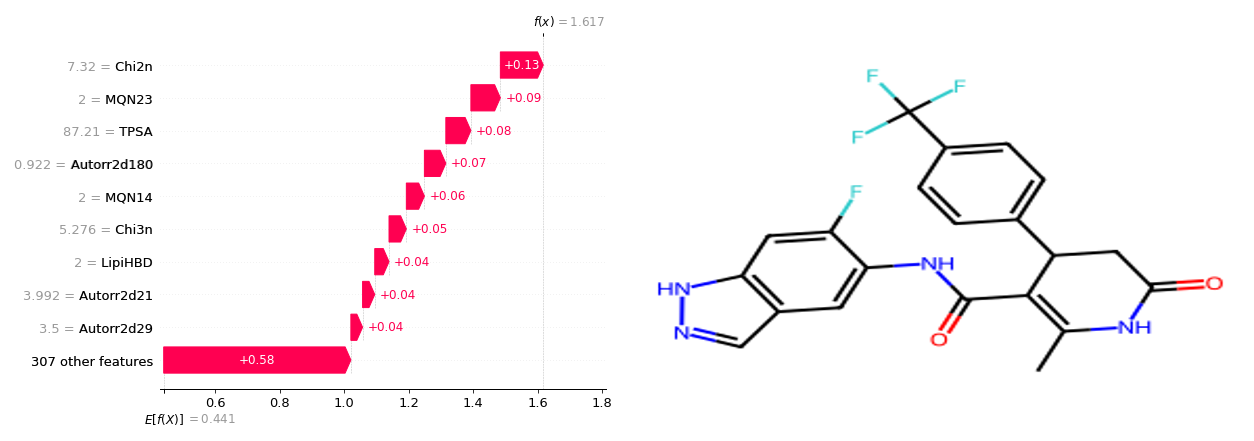 f(x) = 1.617
7.32 = Chi2n
+0.13
2 = MQN23
+0.09
87.21 = TPSA
+0.08
0.922 = Autorr2d180
+0.07
2 = MQN14
+0.06
5.276 = Chi3n
+0.05
2 = LipiHBD
+0.04
3.992 = Autorr2d21
+0.04
3.5 = Autorr2d29
+0.04
307 other features
+0.58
0.6 0.8 1.0 1.2 1.4 1.6 1.8
E[f(X)] = 0.441
F
F
F
F
NH
HN
N
O
O
NH